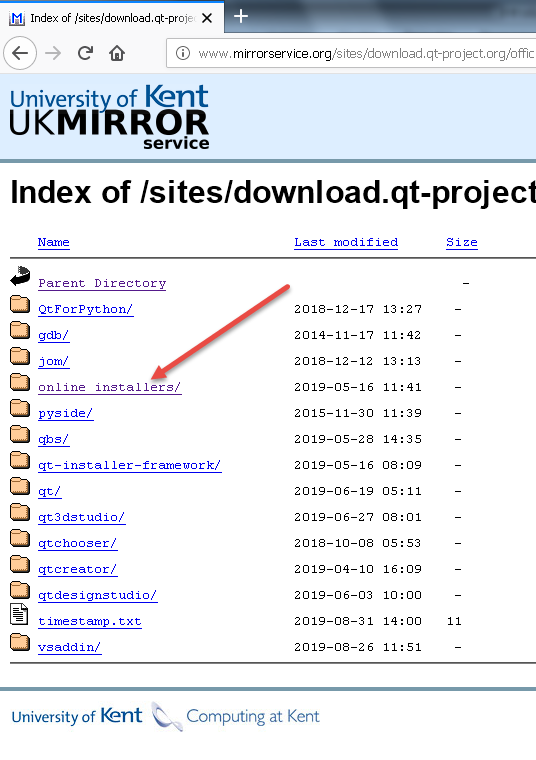 Index of /sites/download.qt-pro
www.mirrorservice.org/sites/download.qt-project.org/offic
University of Kent
UKMIRROR
service
Index of /sites/download.qt-project
Name Last modified Size
Parent Directory -
QtForPython/ 2018-12-17 13:27 -
gdb/ 2014-11-17 11:42 -
jom/ 2018-12-12 13:13 -
online_installers/ 2019-05-16 11:41 -
pyside/ 2015-11-30 11:39 -
qbs/ 2019-05-28 14:35 -
qt-installer-framework/ 2019-05-16 08:09 -
qt/ 2019-06-19 05:11 -
qt3dstudio/ 2019-06-27 08:01 -
qtchooser/ 2018-10-08 05:53 -
qtcreator/ 2019-04-10 16:09 -
qtdesignstudio/ 2019-06-03 10:00 -
timestamp.txt 2019-08-31 14:00 11
vsaddin/ 2019-08-26 11:51 -
University of Kent Computing at Kent